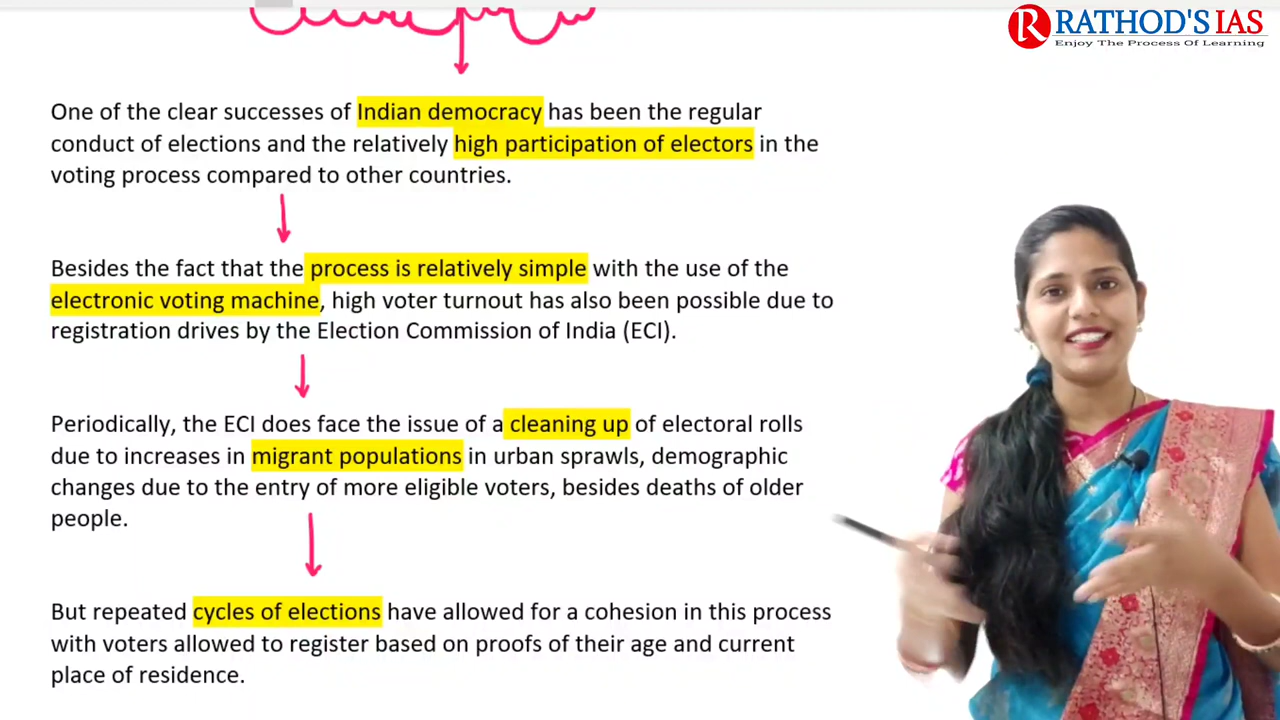 RATHOD'S IAS
Enjoy The Process Of Learning
One of the clear successes of Indian democracy has been the regular
conduct of elections and the relatively high participation of electors in the
voting process compared to other countries.
Besides the fact that the process is relatively simple with the use of the
electronic voting machine, high voter turnout has also been possible due to
registration drives by the Election Commission of India (ECI).
Periodically, the ECI does face the issue of a cleaning up of electoral rolls
due to increases in migrant populations in urban sprawls, demographic
changes due to the entry of more eligible voters, besides deaths of older
people.
But repeated cycles of elections have allowed for a cohesion in this process
with voters allowed to register based on proofs of their age and current
place of residence.